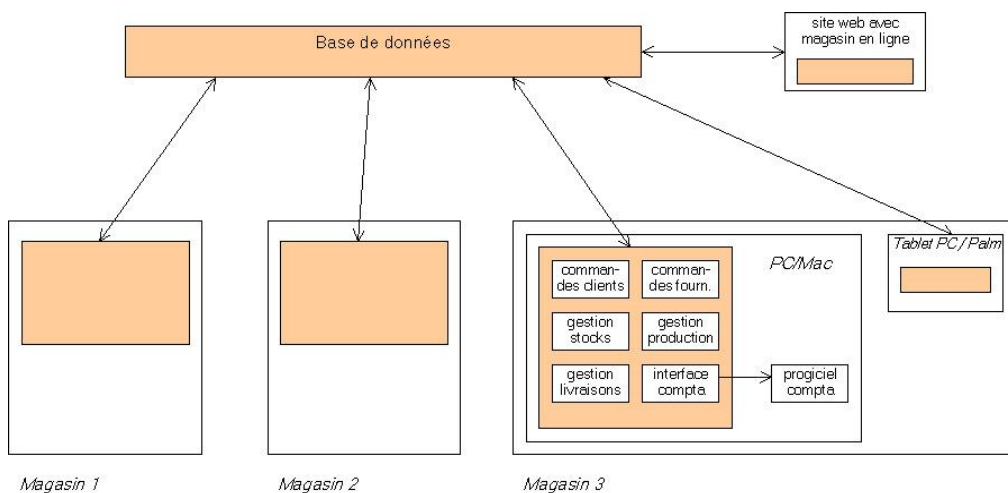 Base de données
site web avec
magasin en ligne
Tablet PC / Palm
PC/Mac
comman-
des clients
comman-
des fourn.
gestion
stocks
gestion
production
gestion
livraisons
interface
compta
progiciel
compta
Magasin 1
Magasin 2
Magasin 3